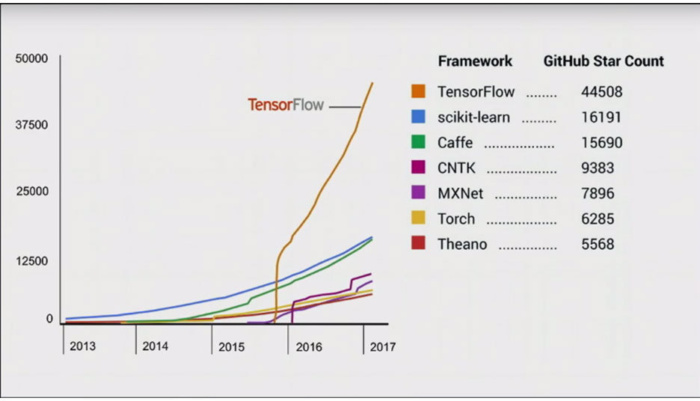 50000
37500
25000
12500
0
TensorFlow
2013 2014 2015 2016 2017
Framework GitHub Star Count
TensorFlow ........ 44508
scikit-learn ......... 16191
Caffe ................. 15690
CNTK ................. 9383
MXNet ................ 7896
Torch ................. 6285
Theano ............... 5568